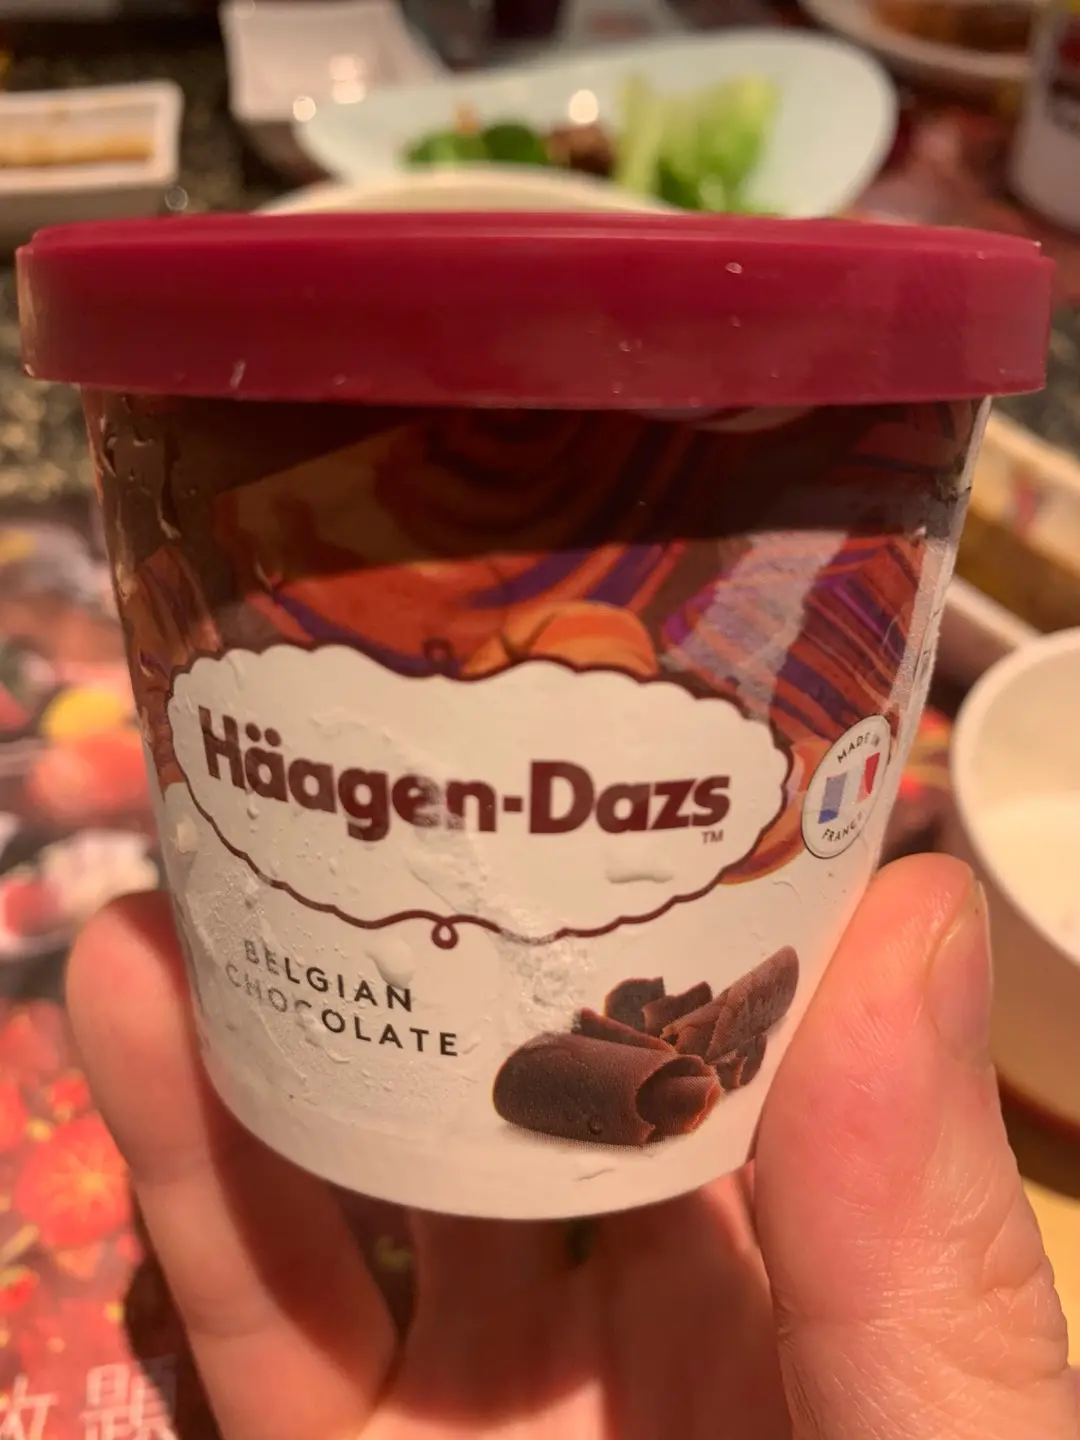 Häagen-Dazs
TM
MADE IN
FRANCE
BELGIAN
CHOCOLATE